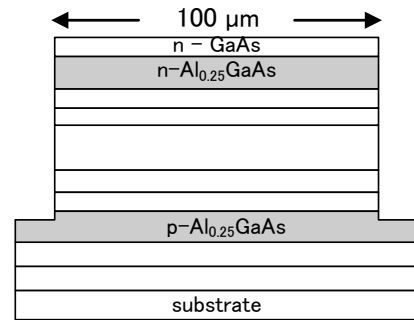 100 μm
n - GaAs
n-Al₀.₂₅GaAs
p-Al₀.₂₅GaAs
substrate